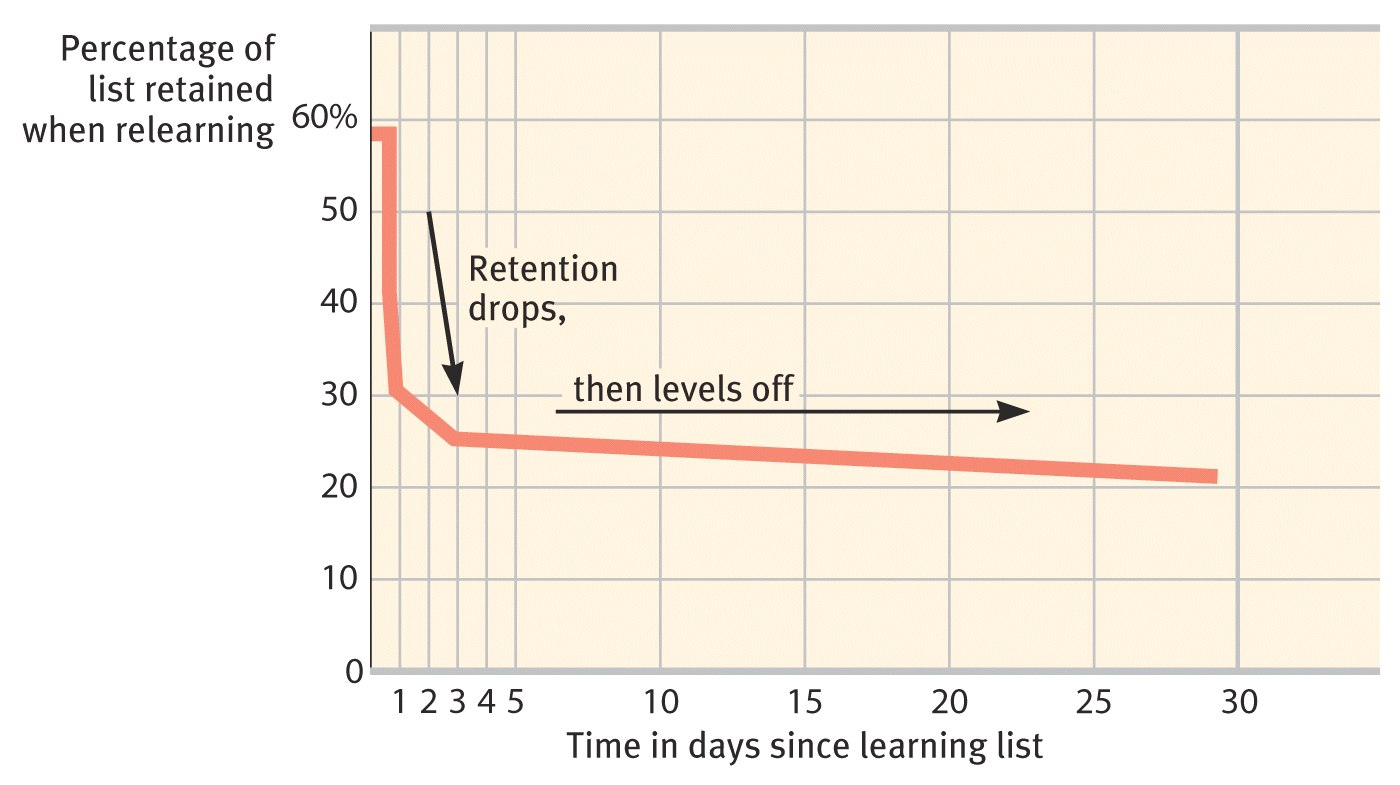 Percentage of
list retained
when relearning
60%
50
40
30
20
10
0
Retention
drops,
then levels off
1 2 3 4 5 10 15 20 25 30
Time in days since learning list